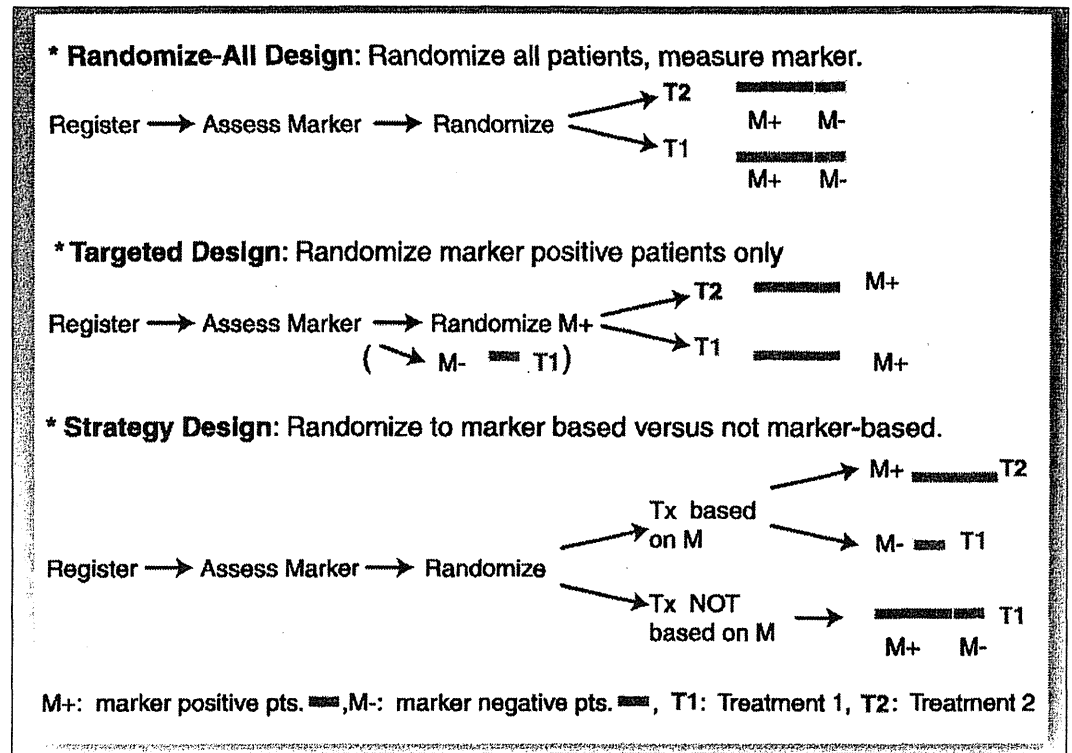 * Randomize-All Design: Randomize all patients, measure marker.
T2
Register → Assess Marker → Randomize
M+ M-
T1
M+ M-
* Targeted Design: Randomize marker positive patients only
T2 M+
Register → Assess Marker → Randomize M+
T1
( M- T1)
M+
* Strategy Design: Randomize to marker based versus not marker-based.
M+ T2
Tx based
on M
M- T1
Register → Assess Marker → Randomize
Tx NOT
based on M → T1
M+ M-
M+: marker positive pts. ,M-: marker negative pts. , T1: Treatment 1, T2: Treatment 2